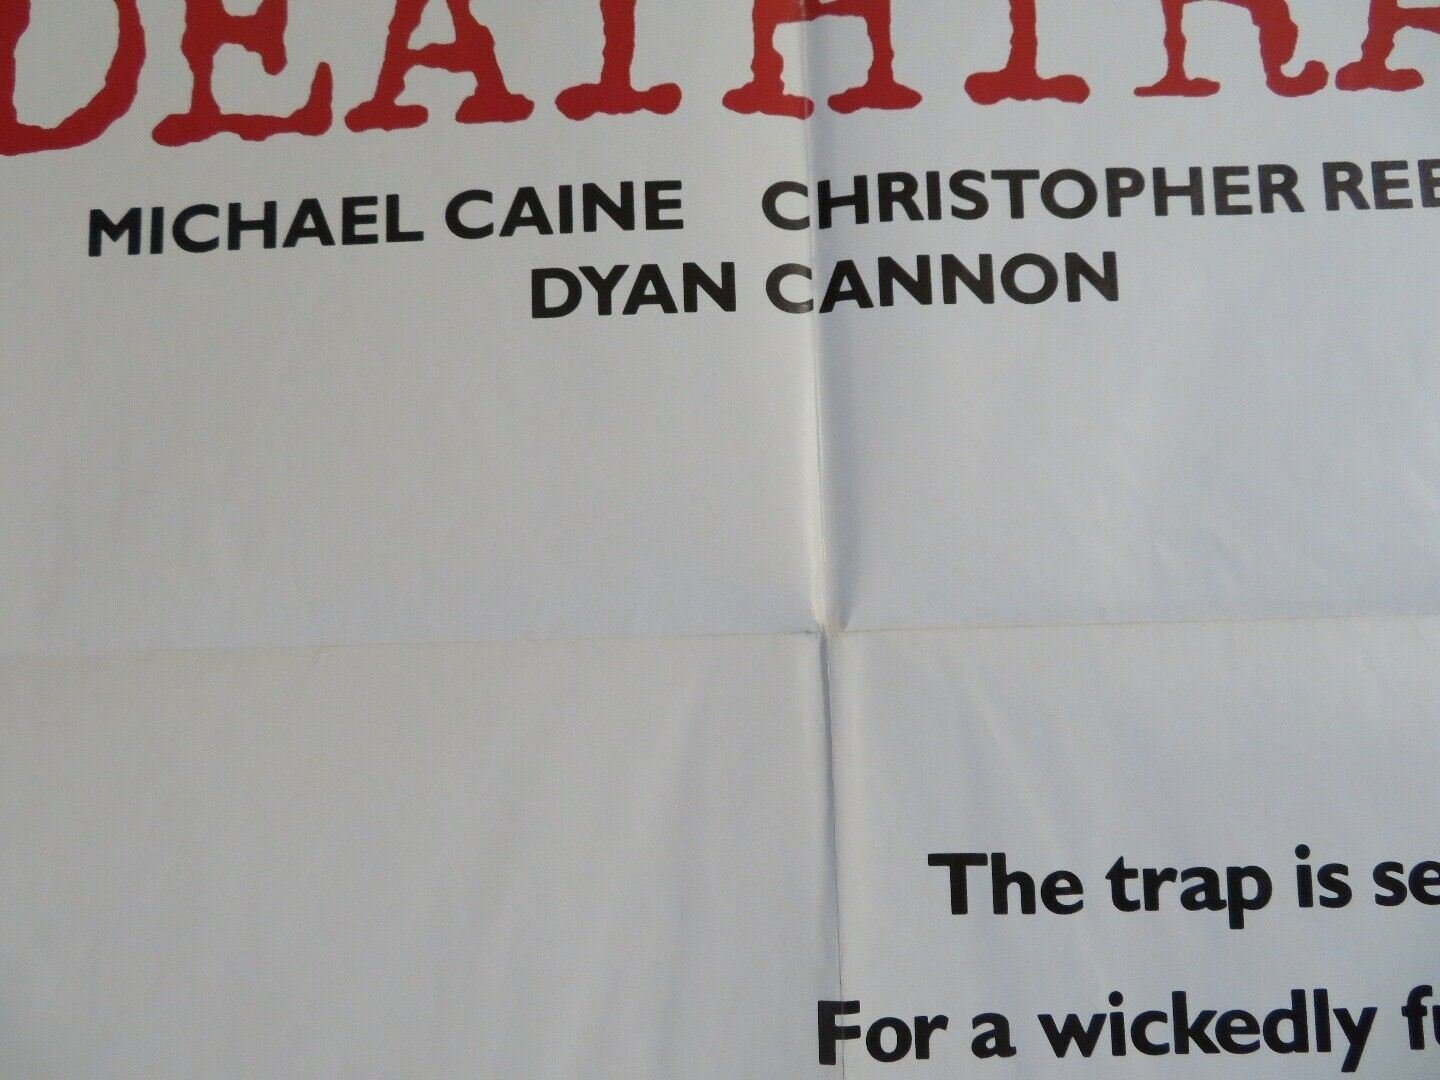 DEATHTRA
MICHAEL CAINE CHRISTOPHER REE
DYAN CANNON
The trap is se
For a wickedly fu